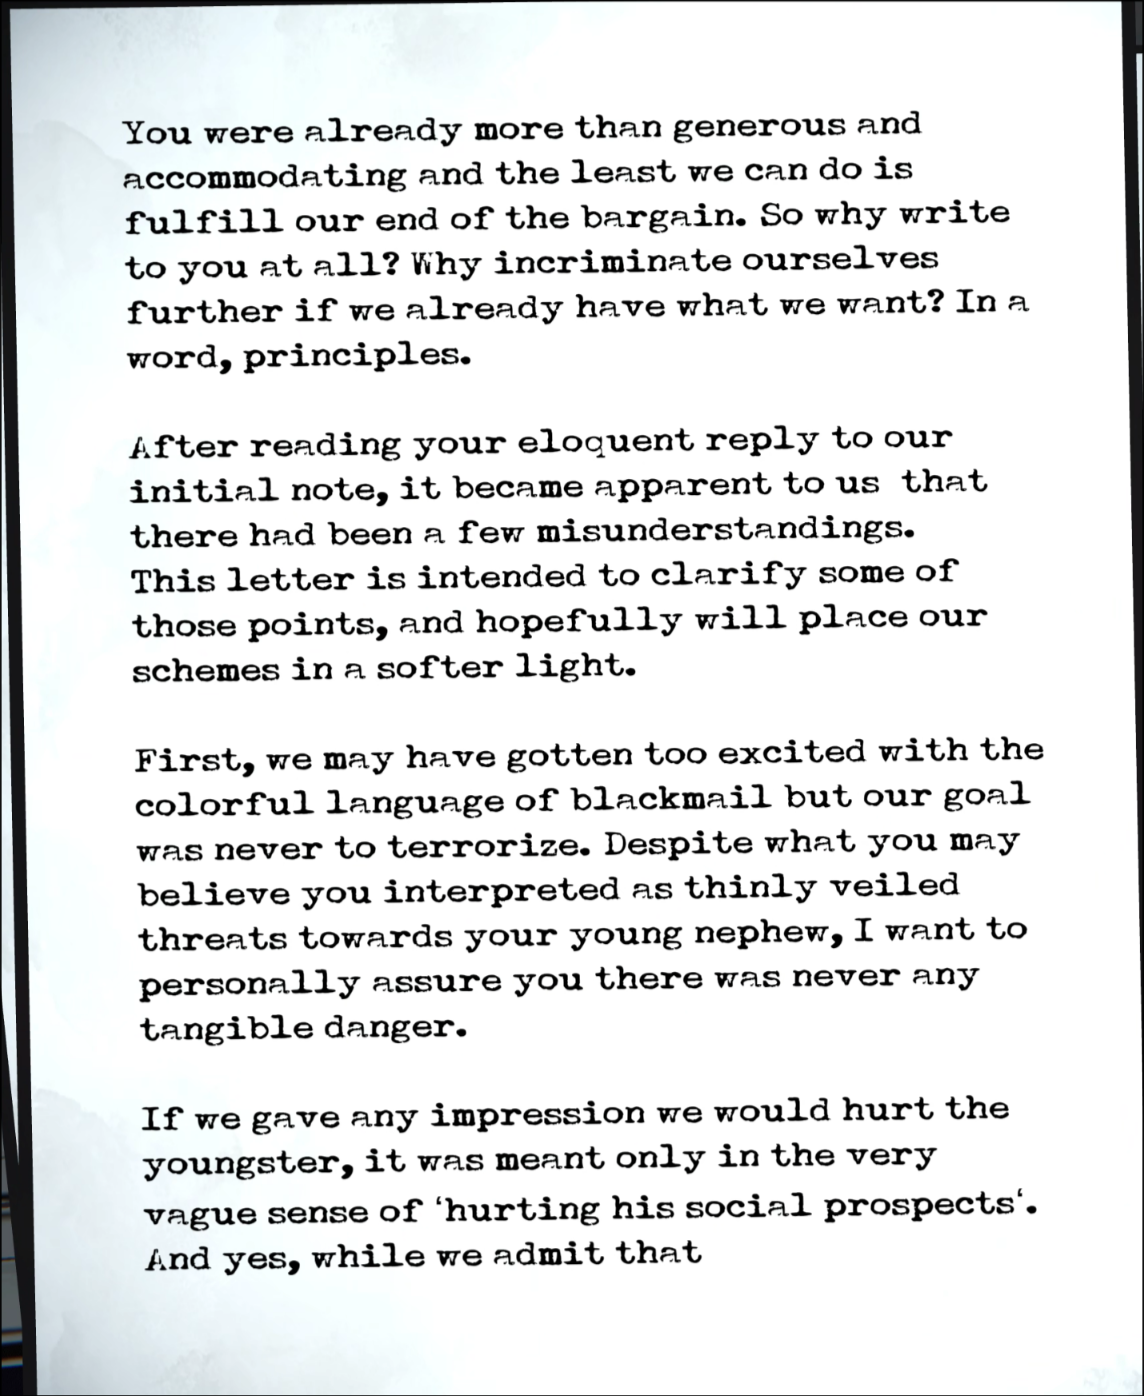 You were already more than generous and
accommodating and the least we can do is
fulfill our end of the bargain. So why write
to you at all? Why incriminate ourselves
further if we already have what we want? In a
word, principles.

After reading your eloquent reply to our
initial note, it became apparent to us  that
there had been a few misunderstandings.
This letter is intended to clarify some of
those points, and hopefully will place our
schemes in a softer light.

First, we may have gotten too excited with the
colorful language of blackmail but our goal
was never to terrorize. Despite what you may
believe you interpreted as thinly veiled
threats towards your young nephew, I want to
personally assure you there was never any
tangible danger.

If we gave any impression we would hurt the
youngster, it was meant only in the very
vague sense of ‘hurting his social prospects‘.
And yes, while we admit that